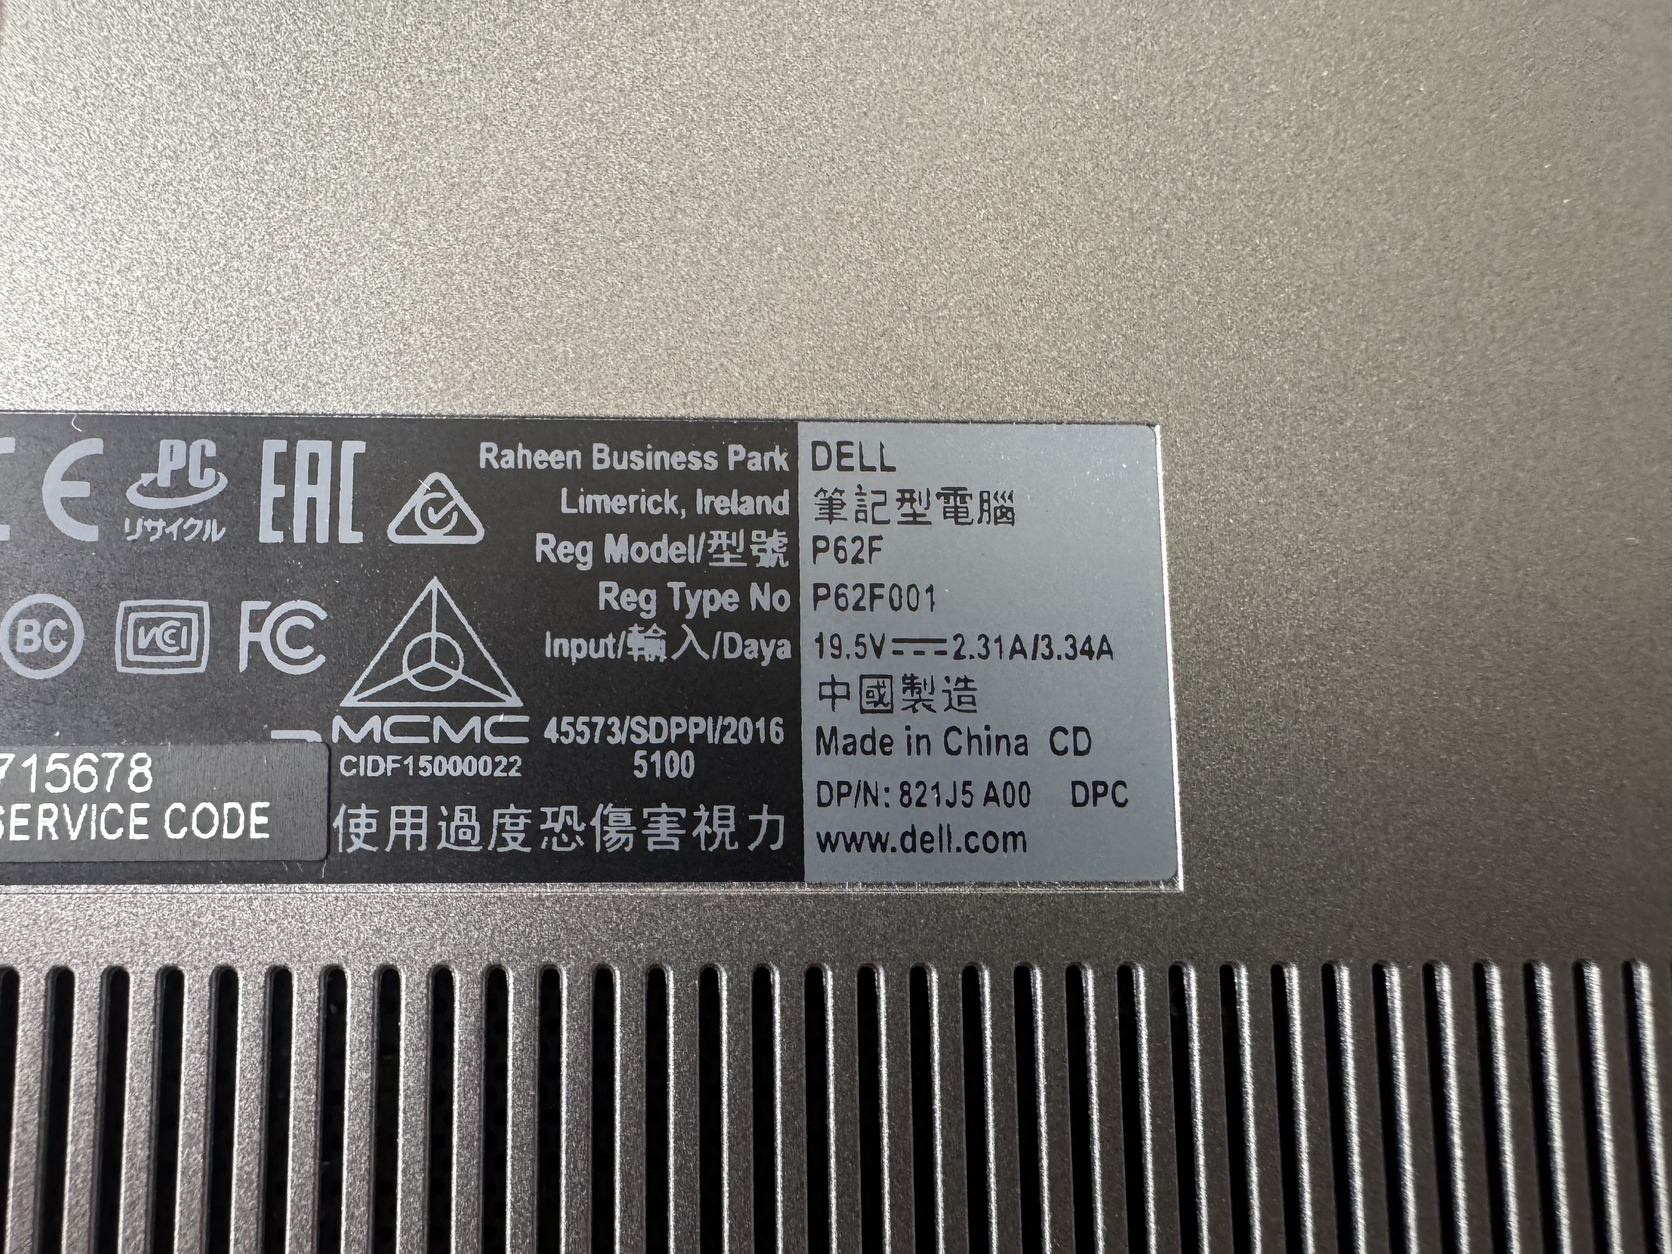 PC
リサイクル
EAC
BC
VCI
FC
MCMC
CIDF15000022
715678
SERVICE CODE
Raheen Business Park
DELL
Limerick, Ireland
筆記型電腦
Reg Model/型號
P62F
Reg Type No
P62F001
Input/輸入/Daya
19.5V 2.31A/3.34A
中國製造
45573/SDPPI/2016
Made in China CD
5100
DP/N: 821J5 A00 DPC
使用過度恐傷害視力
www.dell.com